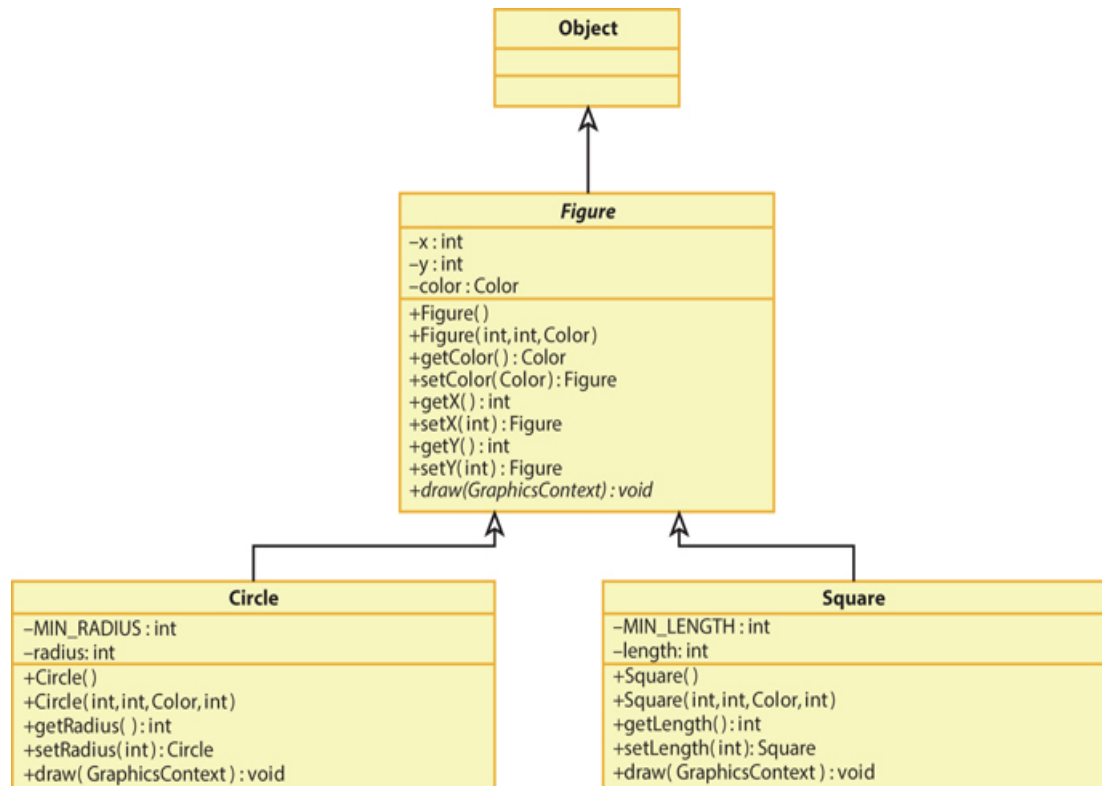 Object
Figure
–x : int
–y : int
–color : Color
+Figure( )
+Figure( int, int, Color)
+getColor( ) : Color
+setColor( Color) : Figure
+getX( ) : int
+setX( int) : Figure
+getY( ) : int
+setY( int) : Figure
+draw(GraphicsContext) : void
Circle
–MIN_RADIUS : int
–radius: int
+Circle( )
+Circle( int, int, Color, int)
+getRadius( ) : int
+setRadius( int) : Circle
+draw( GraphicsContext ) : void
Square
–MIN_LENGTH : int
–length: int
+Square( )
+Square( int, int, Color, int)
+getLength( ) : int
+setLength( int) : Square
+draw( GraphicsContext ) : void